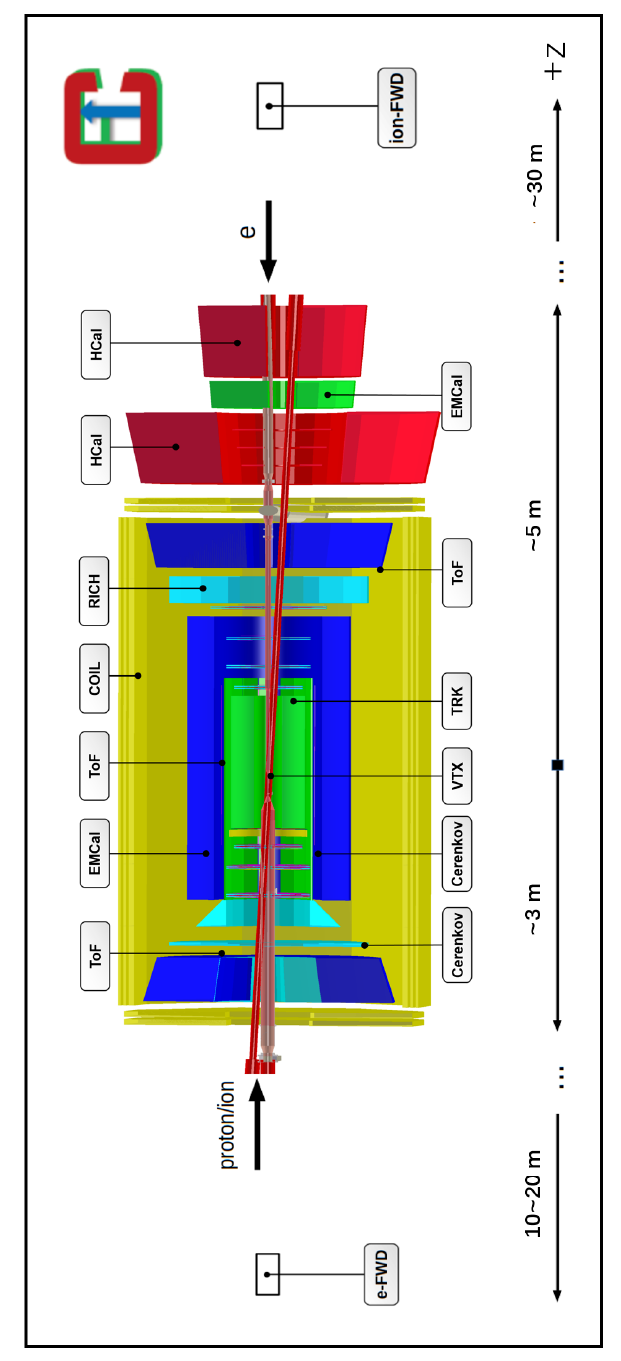 ToF
EMCal
ToF
COIL
RICH
HCal
HCal
proton/ion
e
e-FWD
ion-FWD
Cerenkov
Cerenkov
VTX
TRK
ToF
EMCal
10~20 m
...
~3 m
~5 m
...
~30 m
+Z